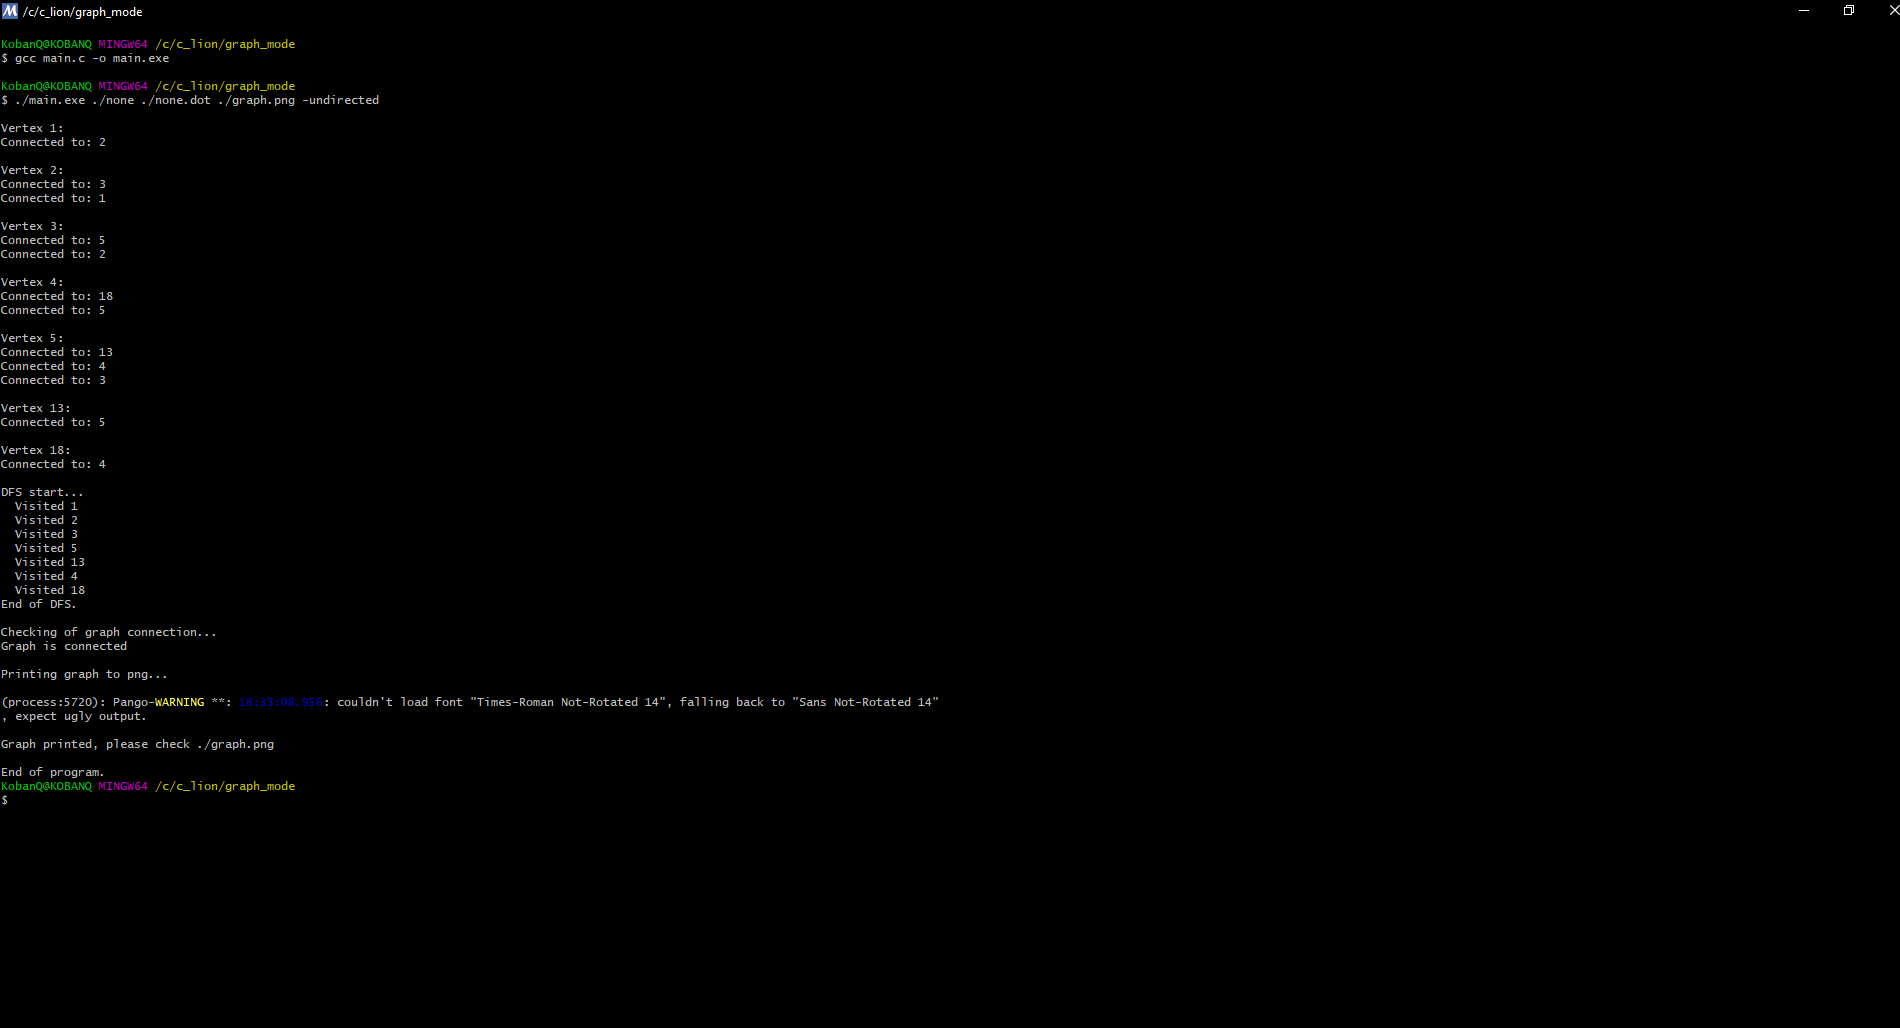 /c/c_lion/graph_mode
KobanQ@KOBANQ MINGW64 /c/c_lion/graph_mode
$ gcc main.c -o main.exe
KobanQ@KOBANQ MINGW64 /c/c_lion/graph_mode
$ ./main.exe ./none ./none.dot ./graph.png -undirected
Vertex 1:
Connected to: 2
Vertex 2:
Connected to: 3
Connected to: 1
Vertex 3:
Connected to: 5
Connected to: 2
Vertex 4:
Connected to: 18
Connected to: 5
Vertex 5:
Connected to: 13
Connected to: 4
Connected to: 3
Vertex 13:
Connected to: 5
Vertex 18:
Connected to: 4
DFS start...
Visited 1
Visited 2
Visited 3
Visited 5
Visited 13
Visited 4
Visited 18
End of DFS.
Checking of graph connection...
Graph is connected
Printing graph to png...
(process:5720): Pango-WARNING **: : couldn't load font "Times-Roman Not-Rotated 14", falling back to "Sans Not-Rotated 14"
, expect ugly output.
Graph printed, please check ./graph.png
End of program.
KobanQ@KOBANQ MINGW64 /c/c_lion/graph_mode
$